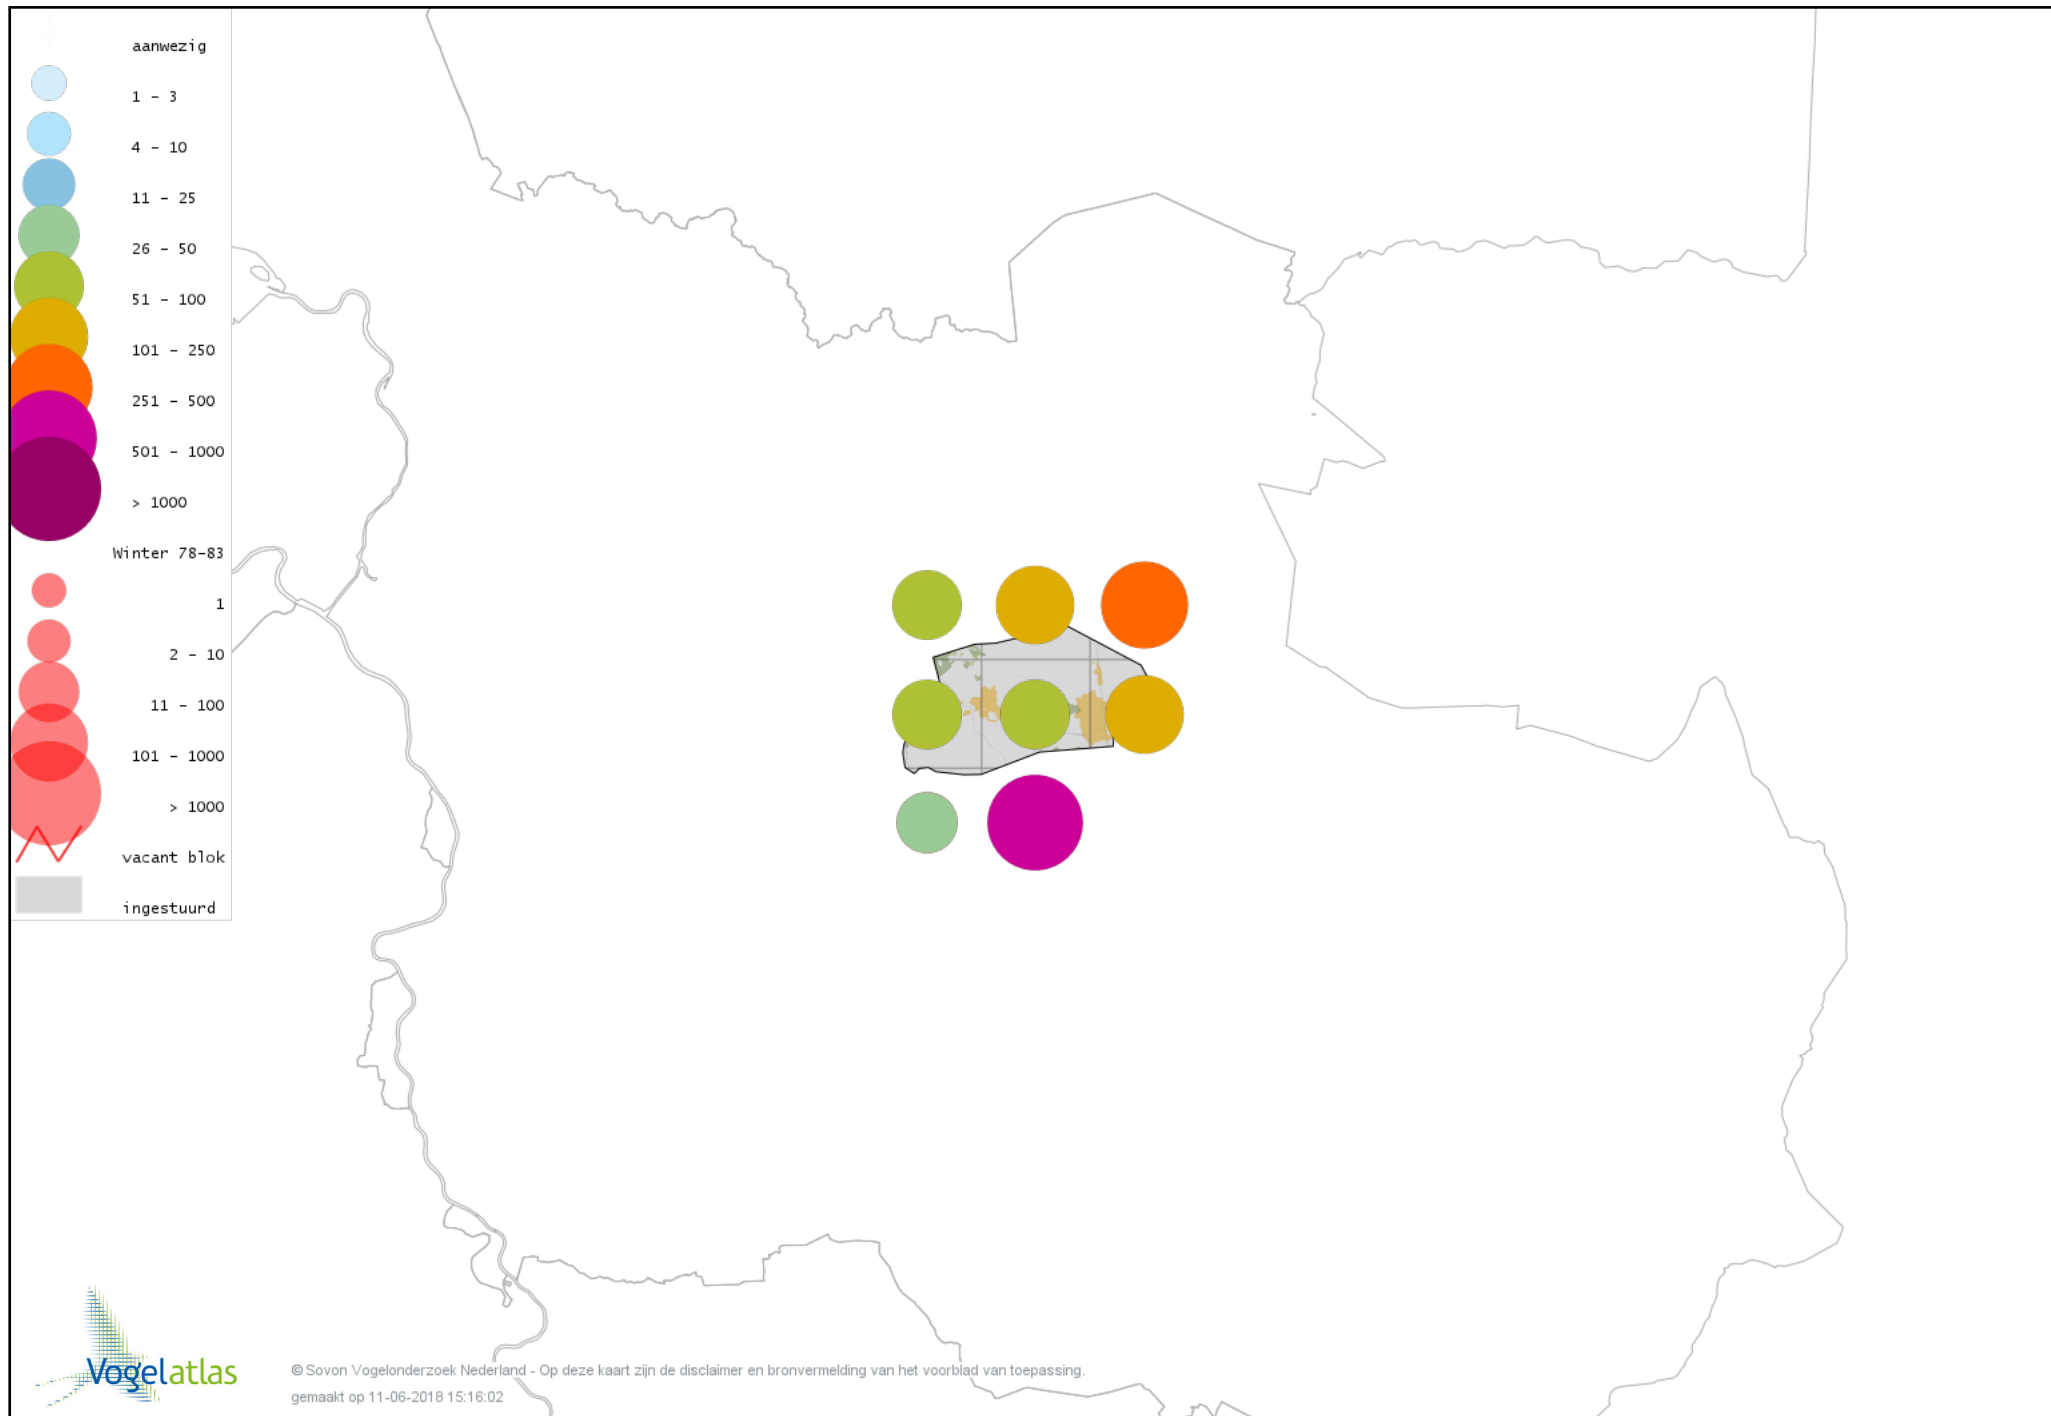 aanwezig
1 - 3
4 - 10
11 - 25
26 - 50
51 - 100
101 - 250
251 - 500
501 - 1000
> 1000
Winter 78-83
1
2 - 10
11 - 100
101 - 1000
> 1000
vacant blok
ingestuurd
Vogelatlas
© Sovon Vogelonderzoek Nederland - Op deze kaart zijn de disclaimer en bronvermelding van het voorblad van toepassing.
gemaakt op 11-06-2018 15:16:02